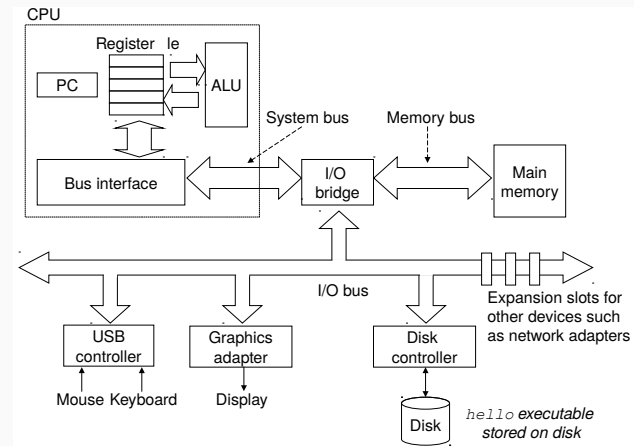 CPU
Register le
PC
ALU
System bus
Memory bus
Bus interface
I/O
bridge
Main
memory
I/O bus
Expansion slots for
other devices such
as network adapters
USB
controller
Graphics
adapter
Disk
controller
Mouse Keyboard
Display
Disk
hello executable
stored on disk